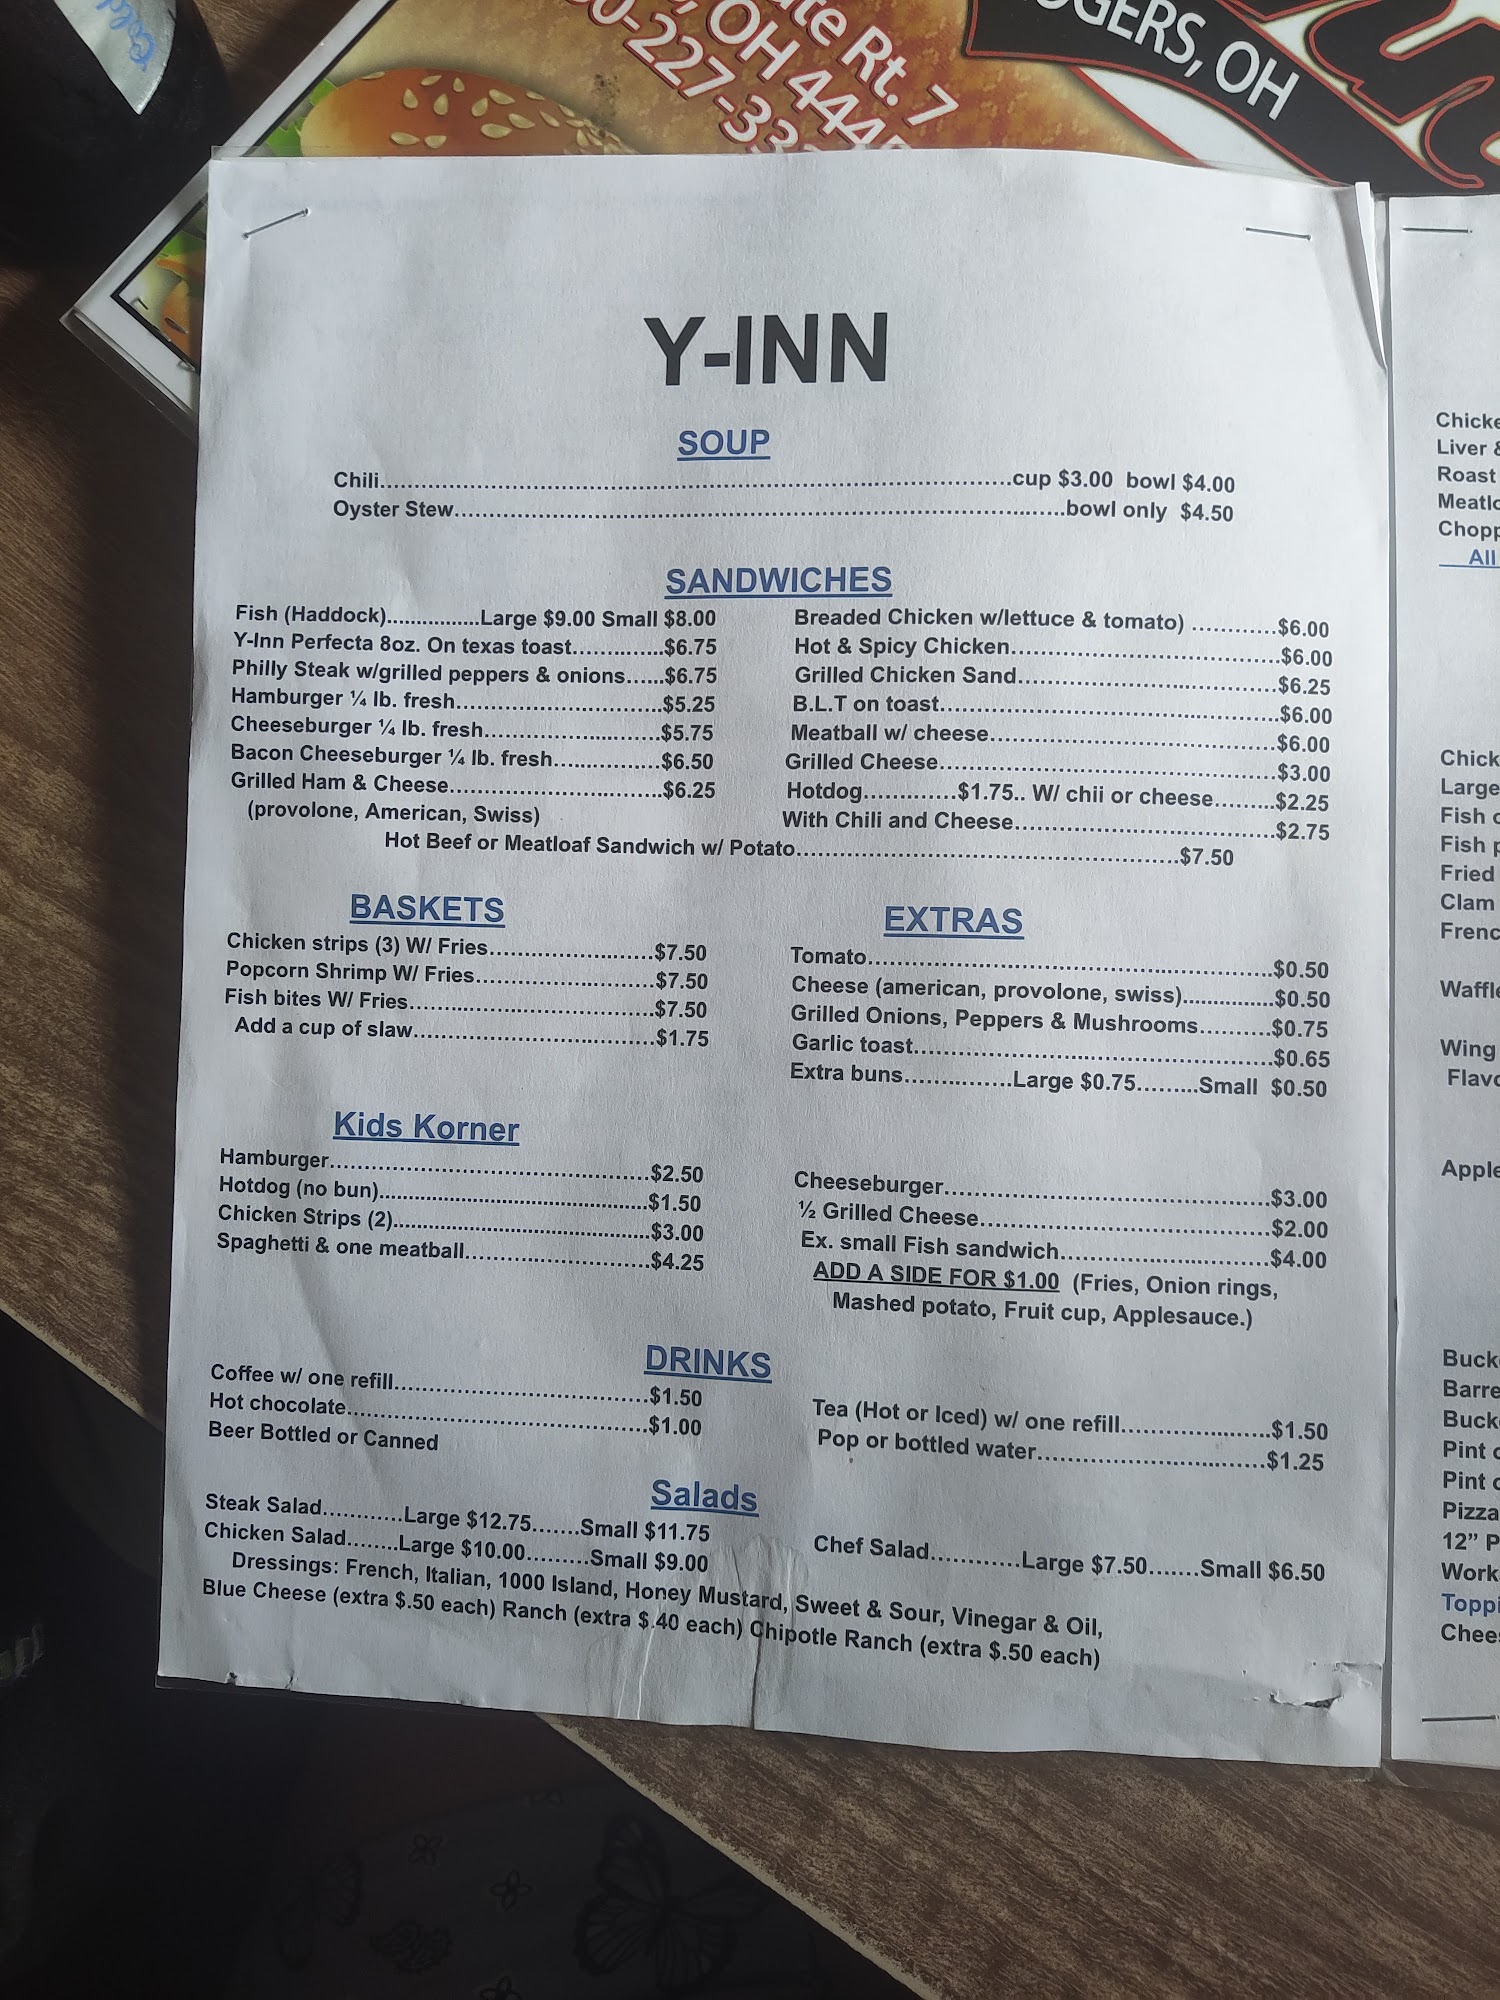 ute Rt. 7
OH 444
0-227-33
OGERS, OH
Y-INN
SOUP
Chili.....cup $3.00 bowl $4.00
Oyster Stew.....bowl only $4.50
SANDWICHES
Fish (Haddock).....Large $9.00 Small $8.00
Y-Inn Perfecta 8oz. On texas toast.....$6.75
Philly Steak w/grilled peppers & onions.....$6.75
Hamburger ¼ lb. fresh.....$5.25
Cheeseburger ¼ lb. fresh.....$5.75
Bacon Cheeseburger ¼ lb. fresh.....$6.50
Grilled Ham & Cheese.....$6.25
(provolone, American, Swiss)
Breaded Chicken w/lettuce & tomato) .....$6.00
Hot & Spicy Chicken.....$6.00
Grilled Chicken Sand.....$6.25
B.L.T on toast.....$6.00
Meatball w/ cheese.....$6.00
Grilled Cheese.....$3.00
Hotdog.....$1.75.. W/ chii or cheese.....$2.25
With Chili and Cheese.....$2.75
Hot Beef or Meatloaf Sandwich w/ Potato.....$7.50
BASKETS
Chicken strips (3) W/ Fries.....$7.50
Popcorn Shrimp W/ Fries.....$7.50
Fish bites W/ Fries.....$7.50
Add a cup of slaw.....$1.75
EXTRAS
Tomato.....$0.50
Cheese (american, provolone, swiss).....$0.50
Grilled Onions, Peppers & Mushrooms.....$0.75
Garlic toast.....$0.65
Extra buns.....Large $0.75.....Small $0.50
Kids Korner
Hamburger.....$2.50
Hotdog (no bun).....$1.50
Chicken Strips (2).....$3.00
Spaghetti & one meatball.....$4.25
Cheeseburger.....$3.00
½ Grilled Cheese.....$2.00
Ex. small Fish sandwich.....$4.00
ADD A SIDE FOR $1.00 (Fries, Onion rings,
Mashed potato, Fruit cup, Applesauce.)
DRINKS
Coffee w/ one refill.....$1.50
Hot chocolate.....$1.00
Beer Bottled or Canned
Tea (Hot or Iced) w/ one refill.....$1.50
Pop or bottled water.....$1.25
Salads
Steak Salad.....Large $12.75.....Small $11.75
Chicken Salad.....Large $10.00.....Small $9.00
Chef Salad.....Large $7.50.....Small $6.50
Dressings: French, Italian, 1000 Island, Honey Mustard, Sweet & Sour, Vinegar & Oil,
Blue Cheese (extra $.50 each) Ranch (extra $.40 each) Chipotle Ranch (extra $.50 each)
Chicke
Liver &
Roast
Meatlo
Chopp
All
Chick
Large
Fish
Fish
Fried
Clam
Frenc
Waffle
Wing
Flavo
Apple
Buck
Barre
Buck
Pint
Pint
Pizza
12” P
Work
Toppi
Chees